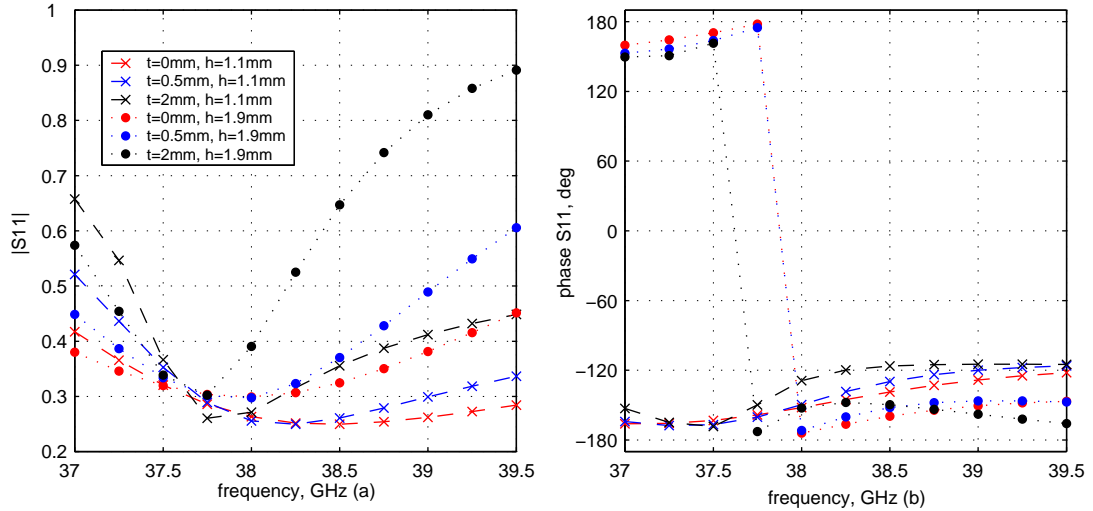 1
0.9
0.8
0.7
0.6
0.5
0.4
0.3
0.2
|S11|
t=0mm, h=1.1mm
t=0.5mm, h=1.1mm
t=2mm, h=1.1mm
t=0mm, h=1.9mm
t=0.5mm, h=1.9mm
t=2mm, h=1.9mm
37 37.5 38 38.5 39 39.5
frequency, GHz (a)
180
120
60
0
−60
−120
−180
phase S11, deg
37 37.5 38 38.5 39 39.5
frequency, GHz (b)